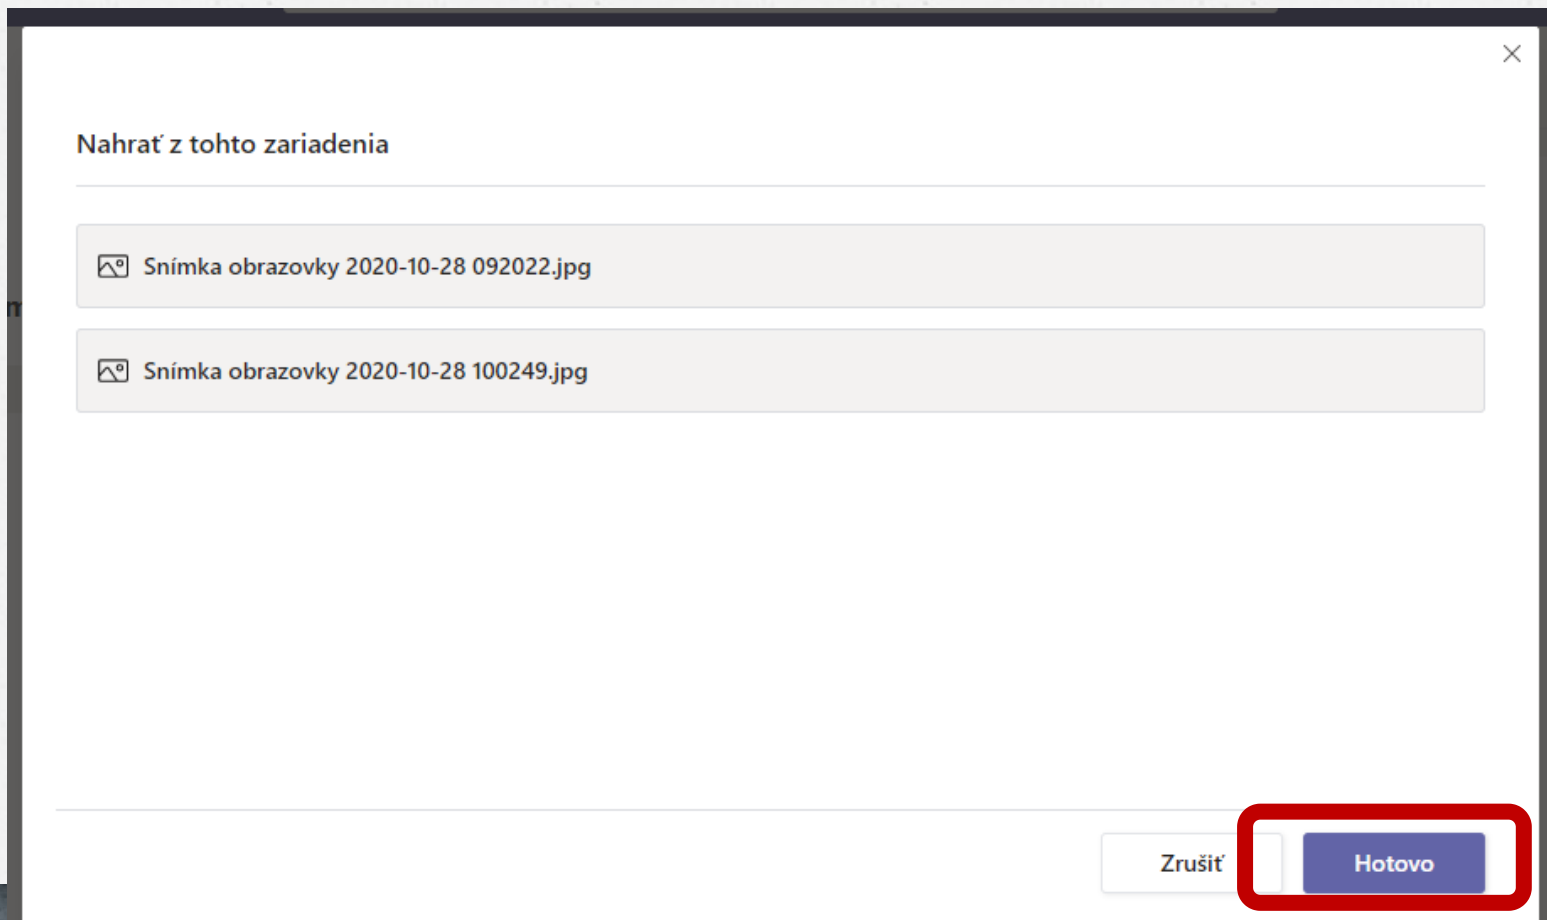 Nahrať z tohto zariadenia
Snímka obrazovky 2020-10-28 092022.jpg
Snímka obrazovky 2020-10-28 100249.jpg
Zrušiť
Hotovo